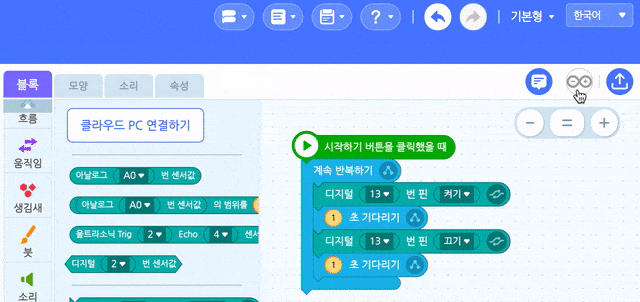 기본형
한국어
블록
모양
소리
속성
흐름
움직임
생김새
붓
소리
클라우드 PC 연결하기
아날로그 A0 번 센서값
아날로그 A0 번 센서값 의 범위를
울트라소닉 Trig 2 Echo 4 센서
디지털 2 번 센서값
시작하기 버튼을 클릭했을 때
계속 반복하기
디지털 13 번 핀 켜기
1 초 기다리기
디지털 13 번 핀 끄기
1 초 기다리기